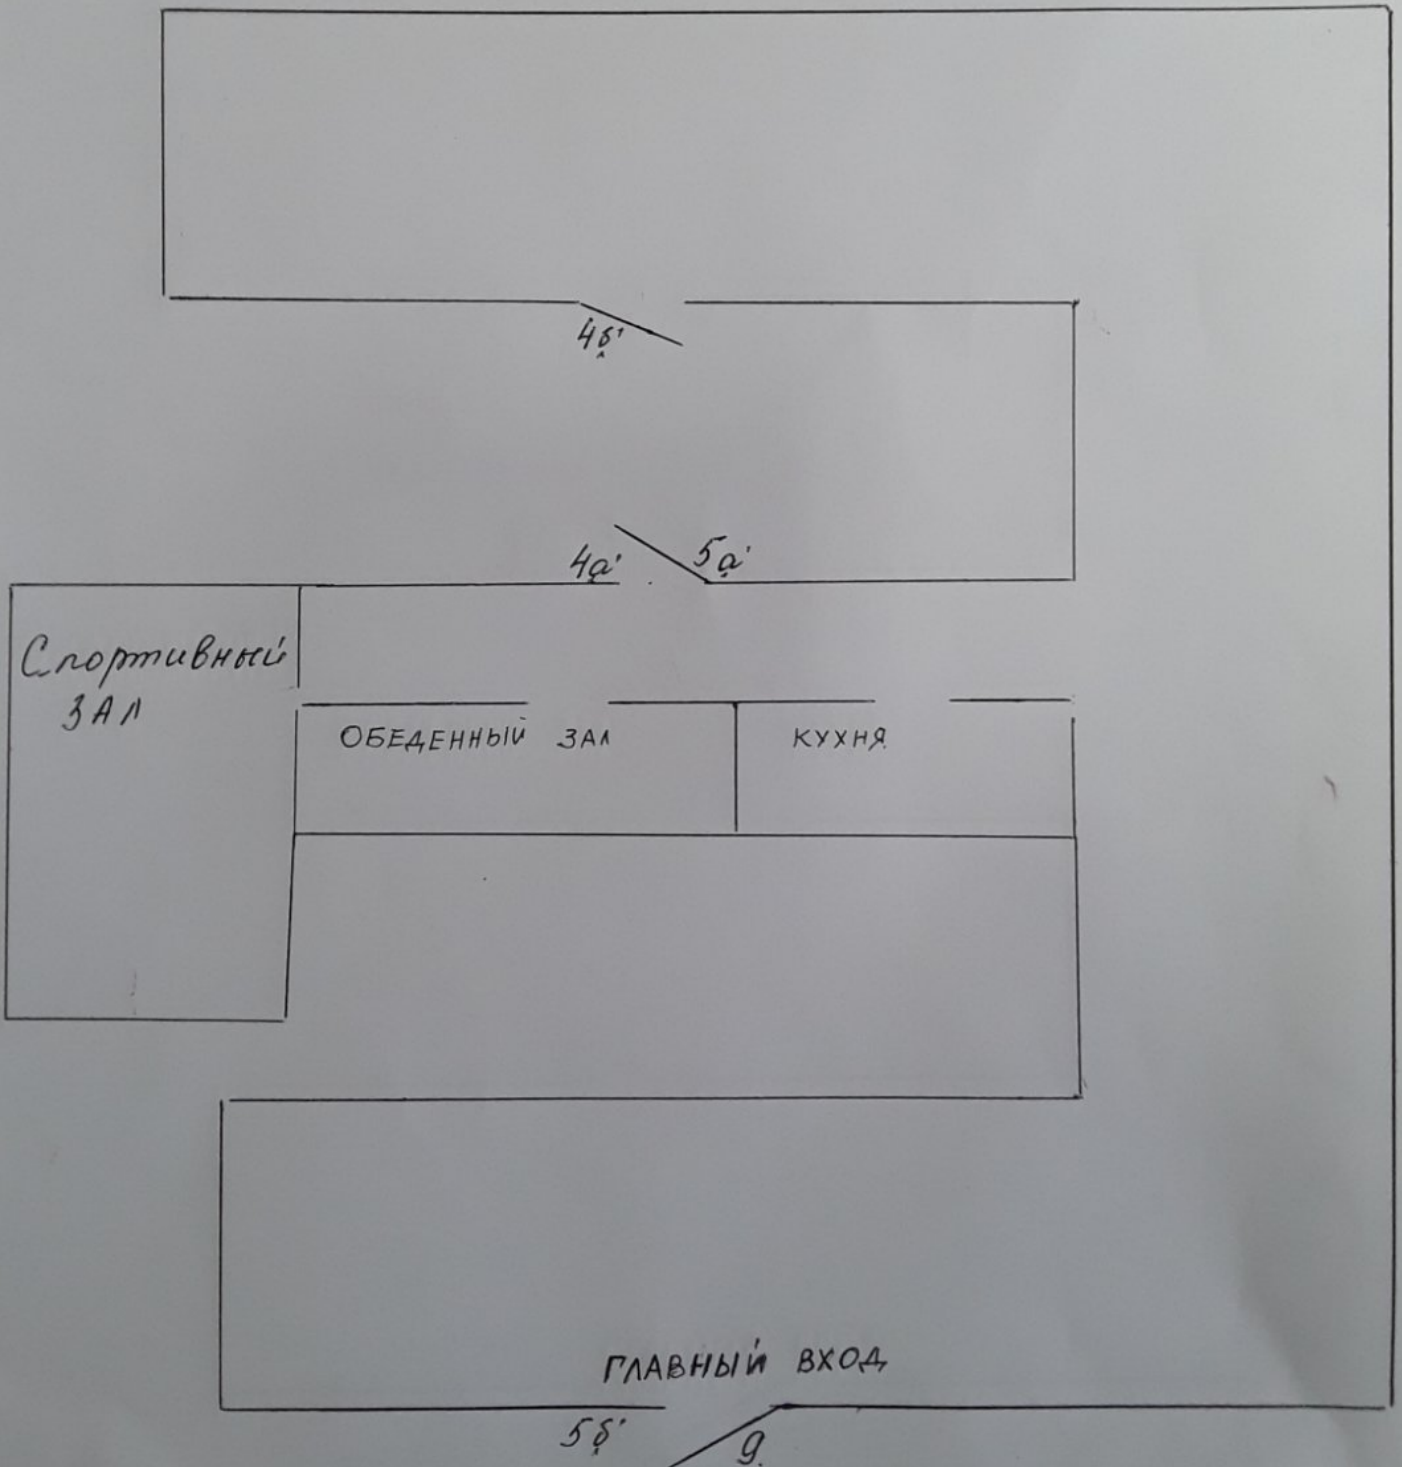 4б'
4а' 5а'
Спортивный
ЗАЛ
ОБЕДЕННЫЙ ЗАЛ
КУХНЯ
ГЛАВНЫЙ ВХОД
5б' 9